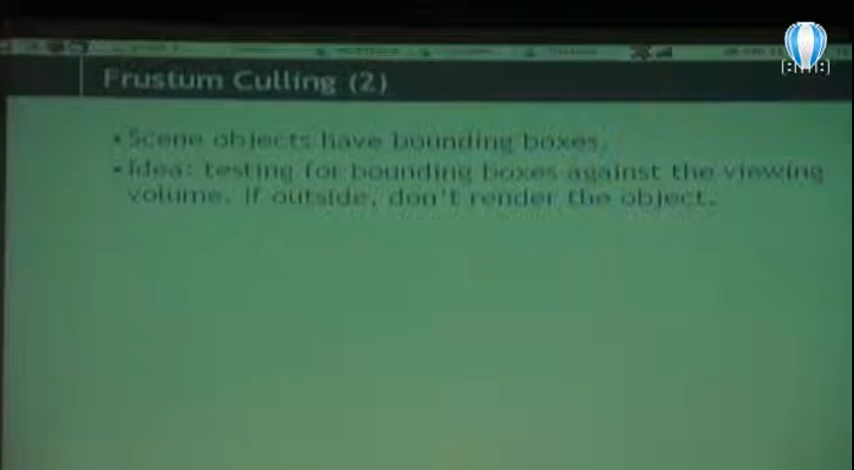 Frustum Culling (2)
• Scene objects have bounding boxes.
• Idea: testing for bounding boxes against the viewing
volume. If outside, don't render the object.